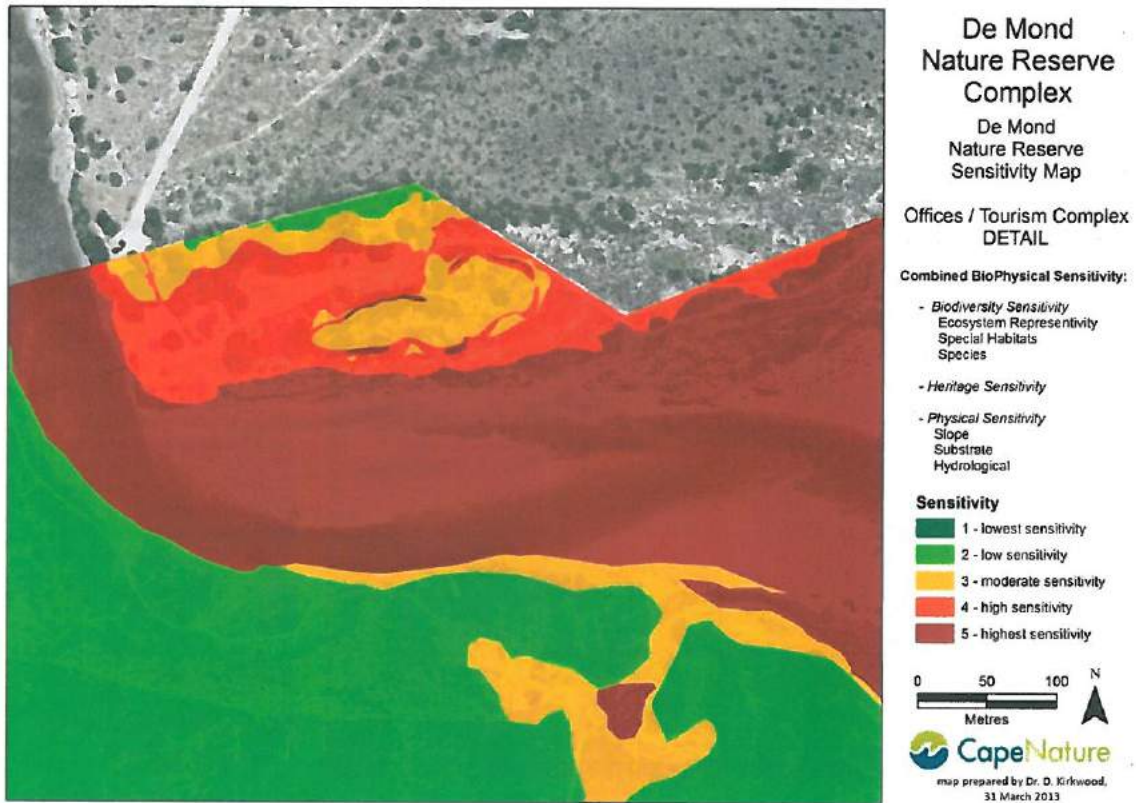 De Mond
Nature Reserve
Complex
De Mond
Nature Reserve
Sensitivity Map
Offices / Tourism Complex
DETAIL
Combined BioPhysical Sensitivity:
- Biodiversity Sensitivity
Ecosystem Representivity
Special Habitats
Species
- Heritage Sensitivity
- Physical Sensitivity
Slope
Substrate
Hydrological
Sensitivity
1 - lowest sensitivity
2 - low sensitivity
3 - moderate sensitivity
4 - high sensitivity
5 - highest sensitivity
0 50 100 N
Metres
CapeNature
map prepared by Dr. D. Kirkwood,
31 March 2013